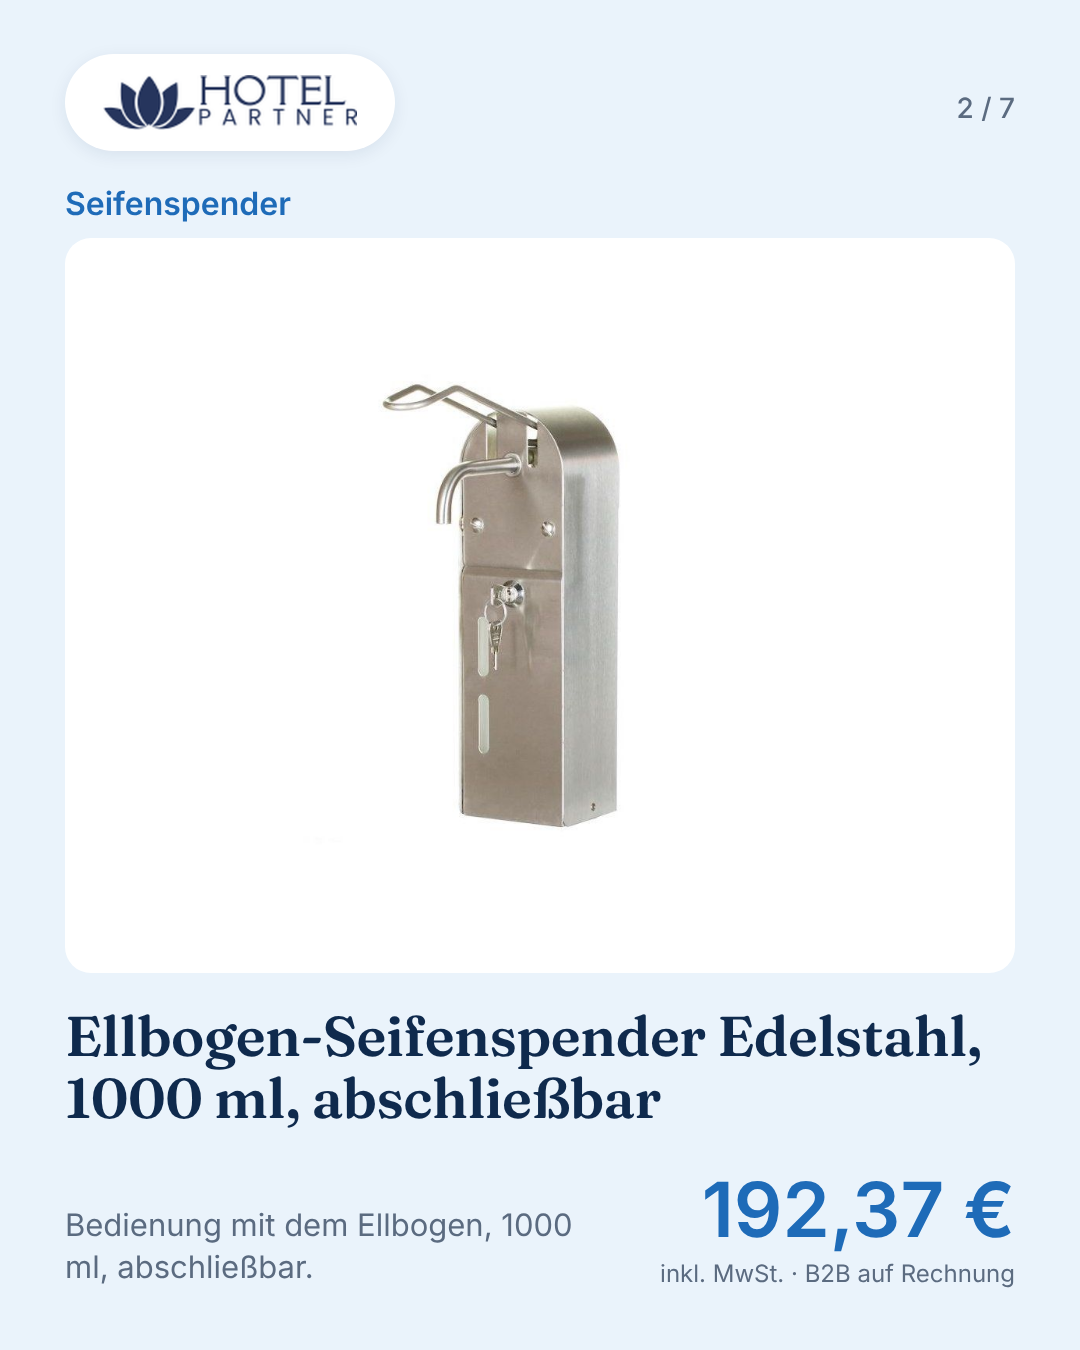 HOTEL
PARTNER
2 / 7
Seifenspender
Ellbogen-Seifenspender Edelstahl,
1000 ml, abschließbar
Bedienung mit dem Ellbogen, 1000
ml, abschließbar.
192,37 €
inkl. MwSt. · B2B auf Rechnung